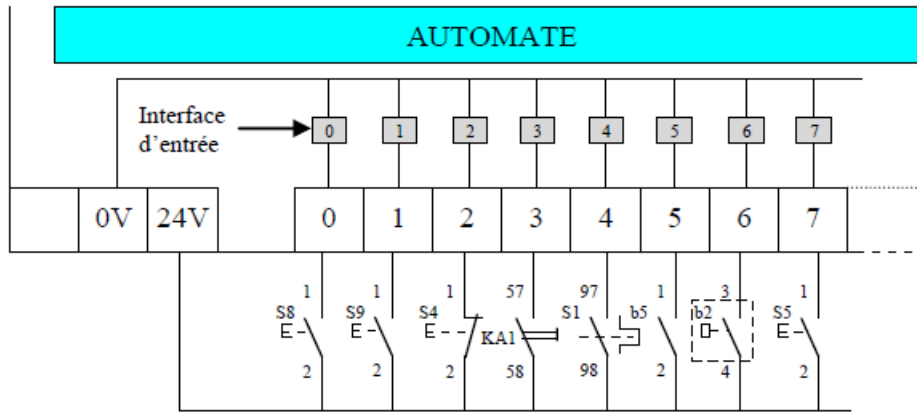 AUTOMATE
Interface
d'entrée
0 1 2 3 4 5 6 7
0V 24V 0 1 2 3 4 5 6 7
1 1 1 57 97 1 3 1
S8 S9 S4 KA1 S1 b5 b2 S5
2 2 2 58 98 2 4 2